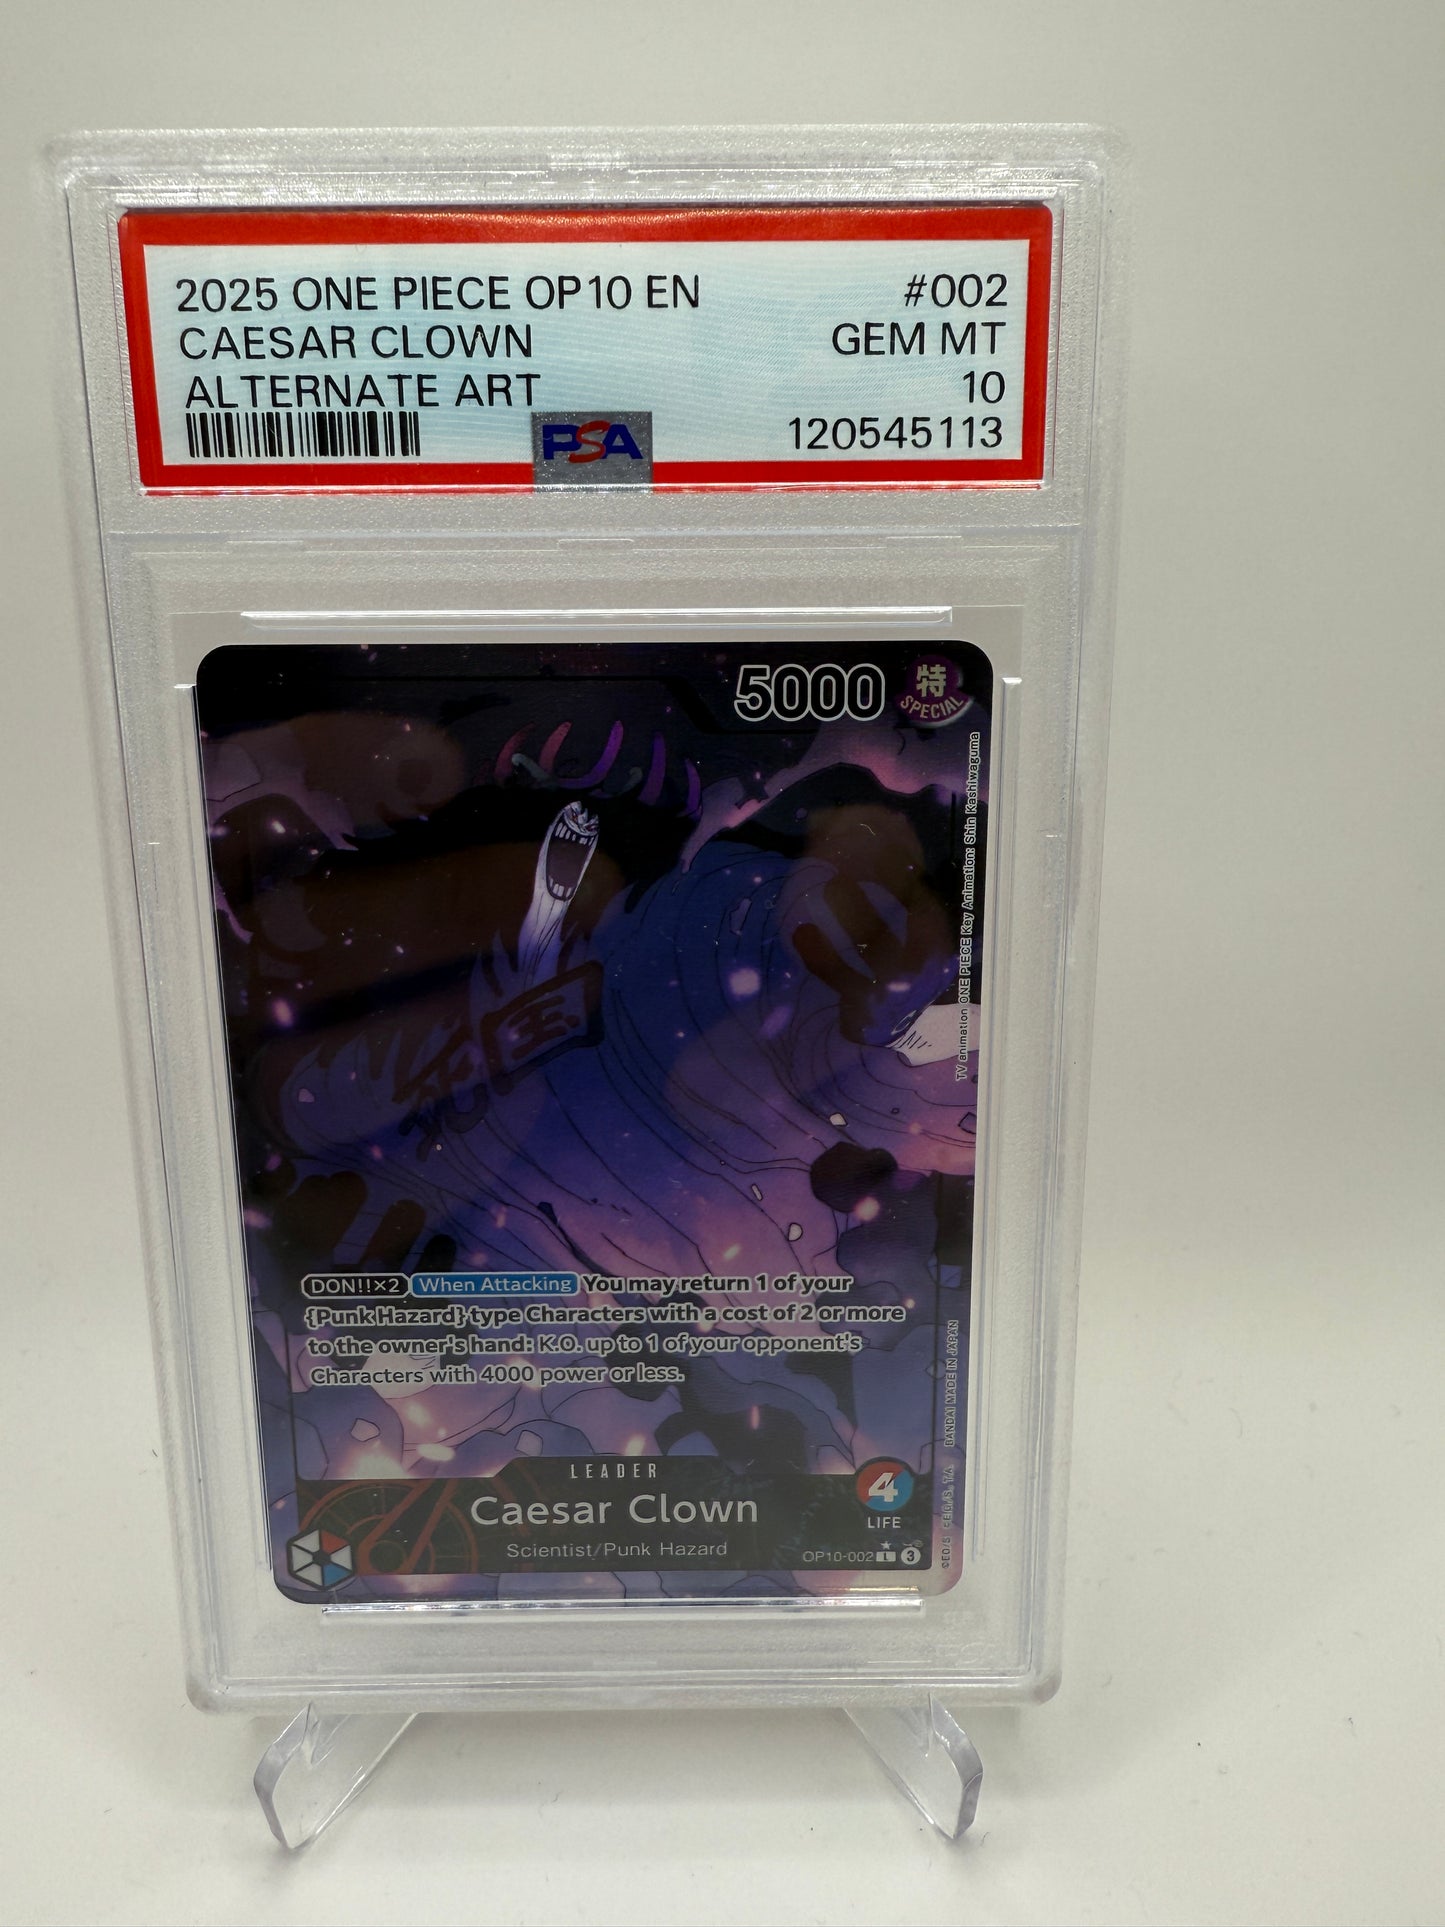 2025 ONE PIECE OP10 EN #002
CAESAR CLOWN GEM MT
ALTERNATE ART 10
PSA 120545113
5000
特
SPECIAL
TV animation ONE PIECE Key Animation: Shin Kashiwaguma
DON!!×2 When Attacking You may return 1 of your
{Punk Hazard} type Characters with a cost of 2 or more
to the owner's hand: K.O. up to 1 of your opponent's
Characters with 4000 power or less.
LEADER
Caesar Clown
Scientist/Punk Hazard
4
LIFE
OP10-002 L 3
BANDAI MADE IN JAPAN